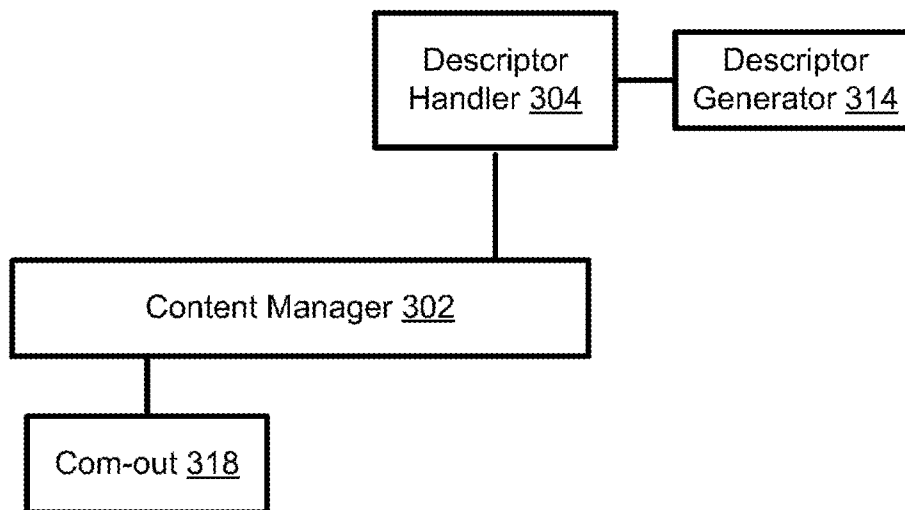 Descriptor
Handler 304
Descriptor
Generator 314
Content Manager 302
Com-out 318